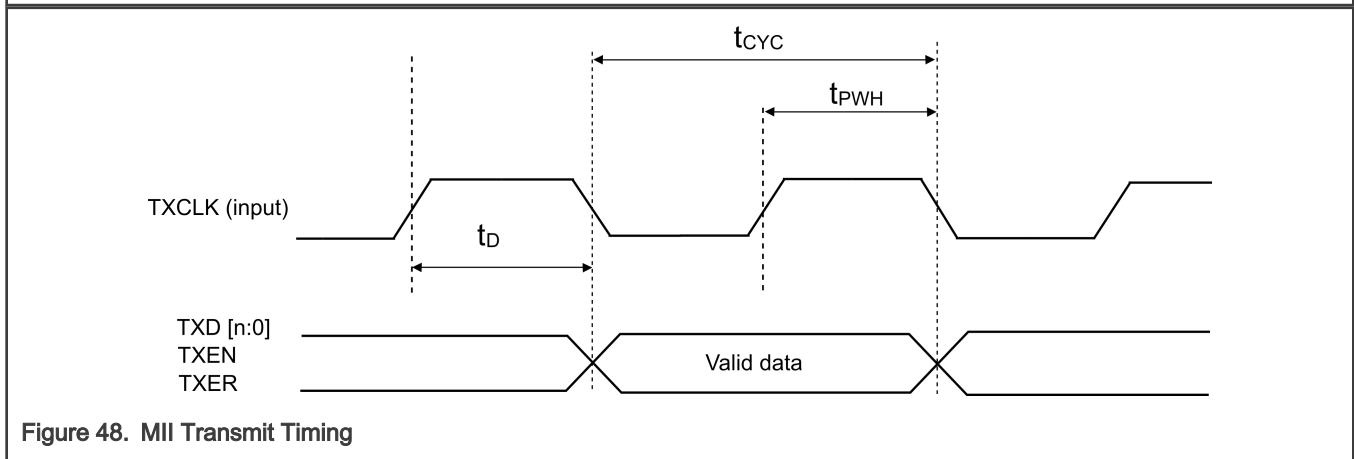 tCYC
tPWH
TXCLK (input)
tD
TXD [n:0]
TXEN
Valid data
TXER
Figure 48. MII Transmit Timing